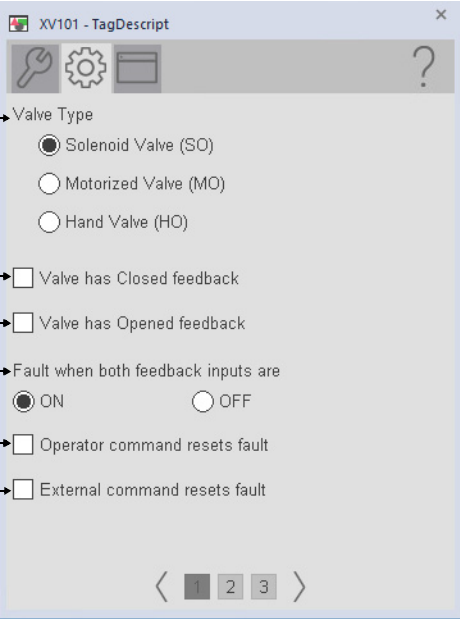 XV101 - TagDescript
Valve Type
Solenoid Valve (SO)
Motorized Valve (MO)
Hand Valve (HO)
Valve has Closed feedback
Valve has Opened feedback
Fault when both feedback inputs are
ON OFF
Operator command resets fault
External command resets fault
1 2 3